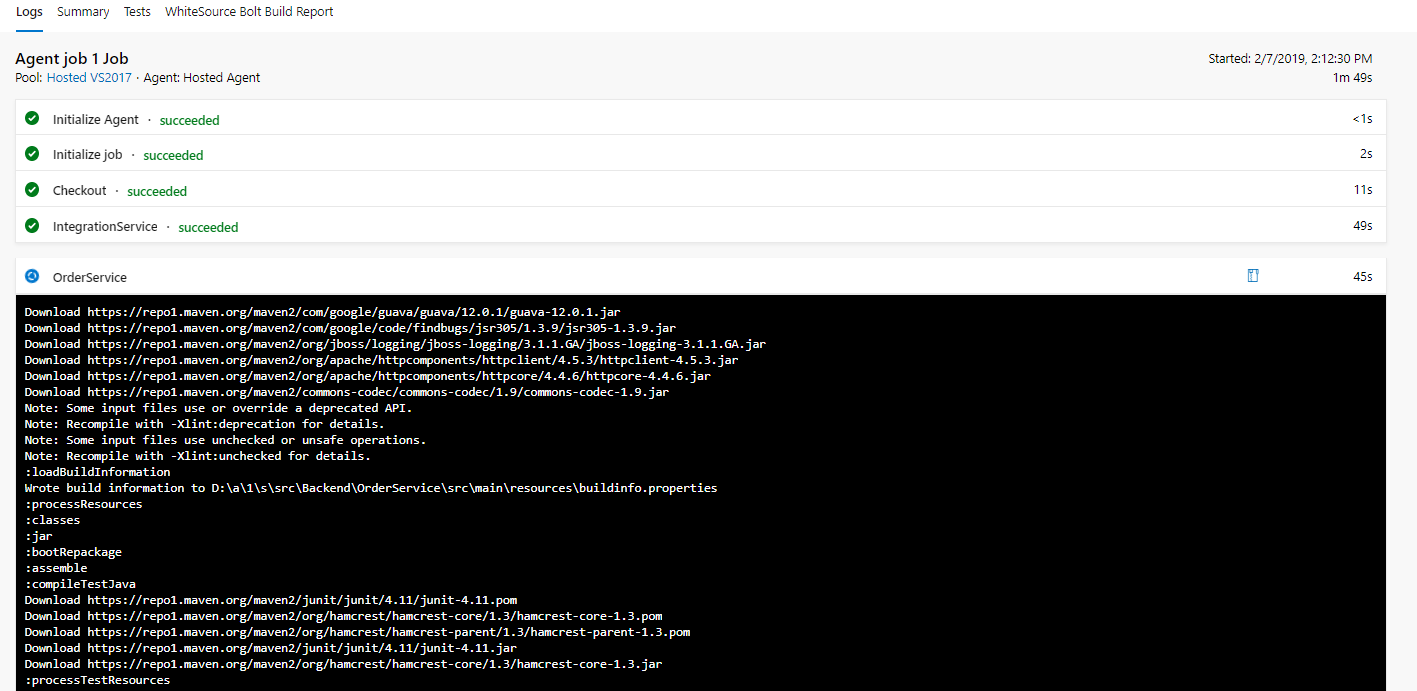 Logs Summary Tests WhiteSource Bolt Build Report
Agent job 1 Job
Started: 2/7/2019, 2:12:30 PM
Pool: Hosted VS2017 · Agent: Hosted Agent
1m 49s
Initialize Agent · succeeded <1s
Initialize job · succeeded 2s
Checkout · succeeded 11s
IntegrationService · succeeded 49s
OrderService 45s
Download https://repo1.maven.org/maven2/com/google/guava/guava/12.0.1/guava-12.0.1.jar
Download https://repo1.maven.org/maven2/com/google/code/findbugs/jsr305/1.3.9/jsr305-1.3.9.jar
Download https://repo1.maven.org/maven2/org/jboss/logging/jboss-logging/3.1.1.GA/jboss-logging-3.1.1.GA.jar
Download https://repo1.maven.org/maven2/org/apache/httpcomponents/httpclient/4.5.3/httpclient-4.5.3.jar
Download https://repo1.maven.org/maven2/org/apache/httpcomponents/httpcore/4.4.6/httpcore-4.4.6.jar
Download https://repo1.maven.org/maven2/commons-codec/commons-codec/1.9/commons-codec-1.9.jar
Note: Some input files use or override a deprecated API.
Note: Recompile with -Xlint:deprecation for details.
Note: Some input files use unchecked or unsafe operations.
Note: Recompile with -Xlint:unchecked for details.
:loadBuildInformation
Wrote build information to D:\a\1\s\src\Backend\OrderService\src\main\resources\buildinfo.properties
:processResources
:classes
:jar
:bootRepackage
:assemble
:compileTestJava
Download https://repo1.maven.org/maven2/junit/junit/4.11/junit-4.11.pom
Download https://repo1.maven.org/maven2/org/hamcrest/hamcrest-core/1.3/hamcrest-core-1.3.pom
Download https://repo1.maven.org/maven2/org/hamcrest/hamcrest-parent/1.3/hamcrest-parent-1.3.pom
Download https://repo1.maven.org/maven2/junit/junit/4.11/junit-4.11.jar
Download https://repo1.maven.org/maven2/org/hamcrest/hamcrest-core/1.3/hamcrest-core-1.3.jar
:processTestResources